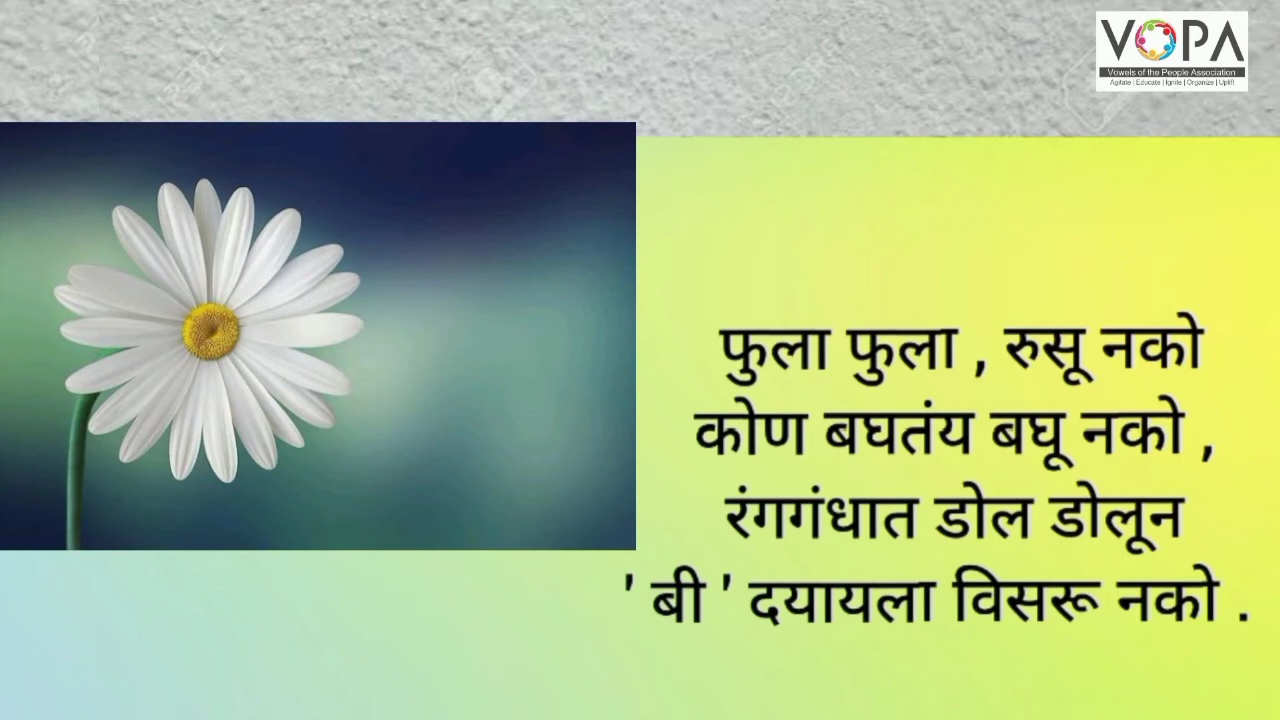 VOPA
Vowels of the People Association
Agitate | Educate | Ignite | Organize | Uplift
फुला फुला , रुसू नको
कोण बघतंय बघू नको ,
रंगगंधात डोल डोलून
' बी ' दयायला विसरू नको .